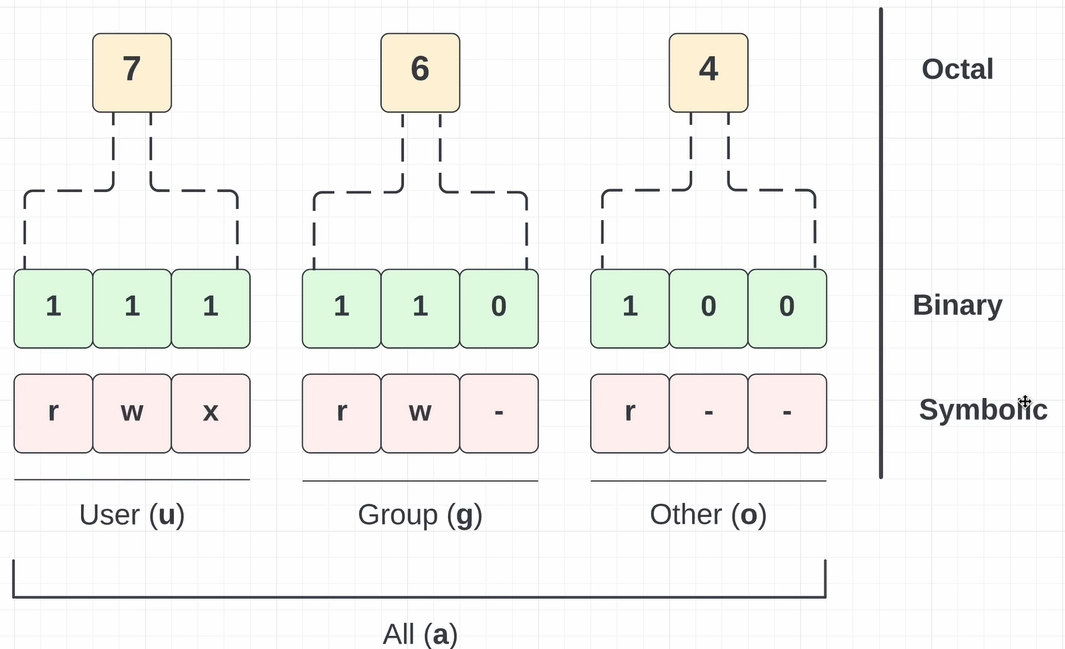 7 6 4 Octal
1 1 1 1 1 0 1 0 0 Binary
r w x r w - r - - Symbolic
User (u) Group (g) Other (o)
All (a)